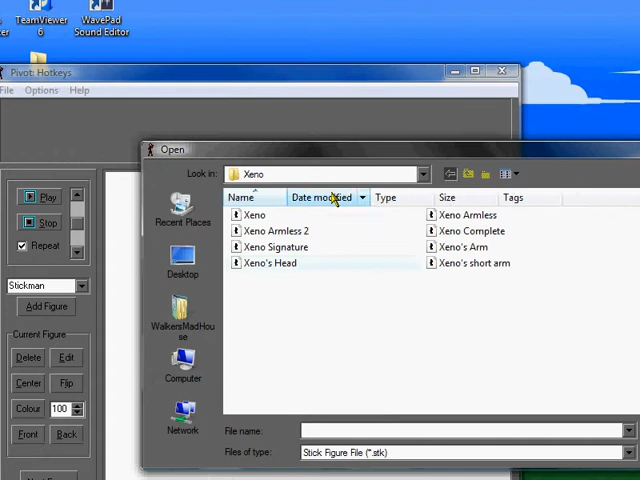 TeamViewer
6
WavePad
Sound Editor
Pivot: Hotkeys
File Options Help
Play
Stop
Repeat
Stickman
Add Figure
Current Figure:
Delete Edit
Center Flip
Colour 100
Front Back
Open
Look in: Xeno
Name Date modified Type Size Tags
Xeno Xeno Armless
Xeno Armless 2 Xeno Complete
Xeno Signature Xeno's Arm
Xeno's Head Xeno's short arm
Recent Places
Desktop
WalkersMadHou
se
Computer
Network
File name:
Files of type: Stick Figure File (*.stk)